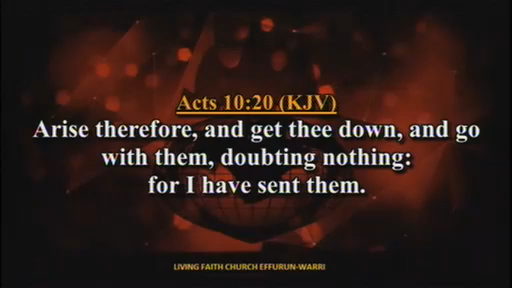 Acts 10:20 (KJV)
Arise therefore, and get thee down, and go
with them, doubting nothing:
for I have sent them.
LIVING FAITH CHURCH EFFURUN-WARRI